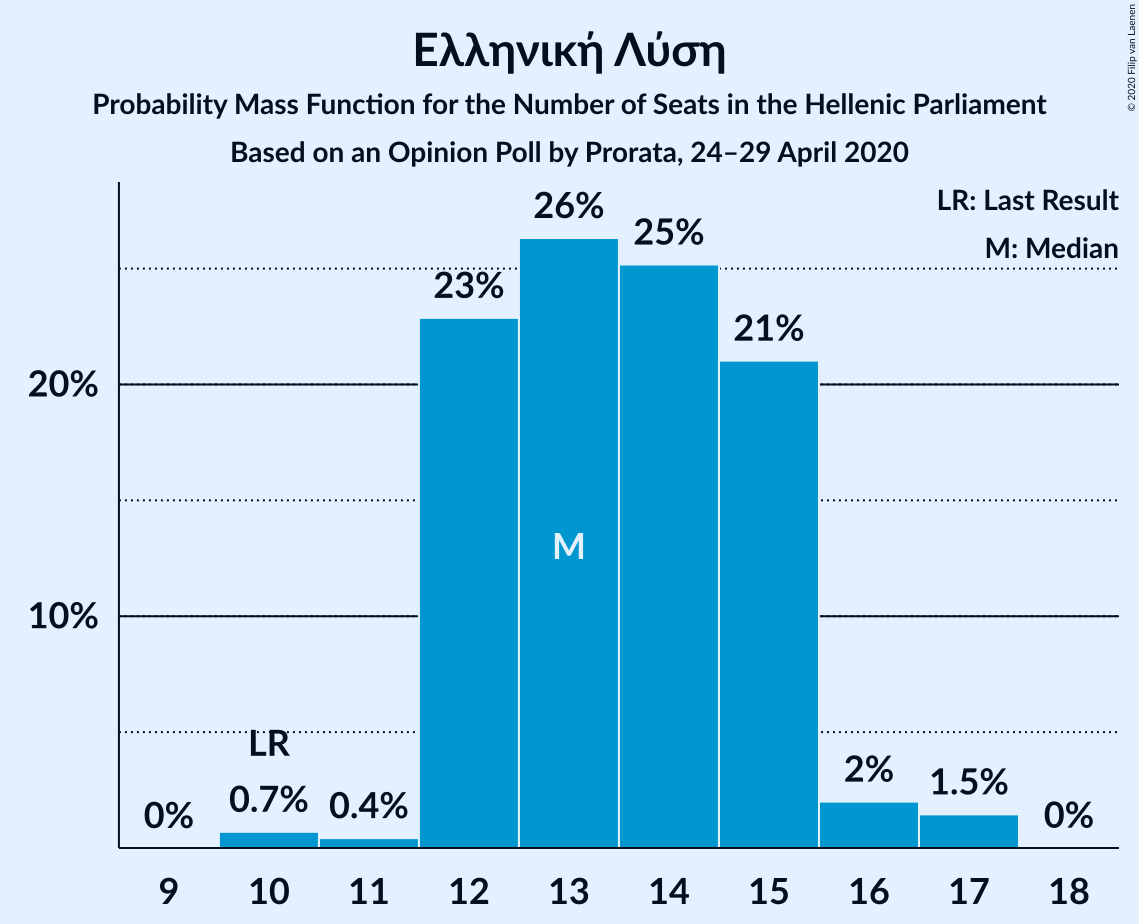 Ελληνική Λύση
Probability Mass Function for the Number of Seats in the Hellenic Parliament
Based on an Opinion Poll by Prorata, 24–29 April 2020
© 2020 Filip van Laenen
LR: Last Result
M: Median
26%
25%
23%
21%
20%
M
10%
LR
0%
0.7%
0.4%
2%
1.5%
0%
9 10 11 12 13 14 15 16 17 18